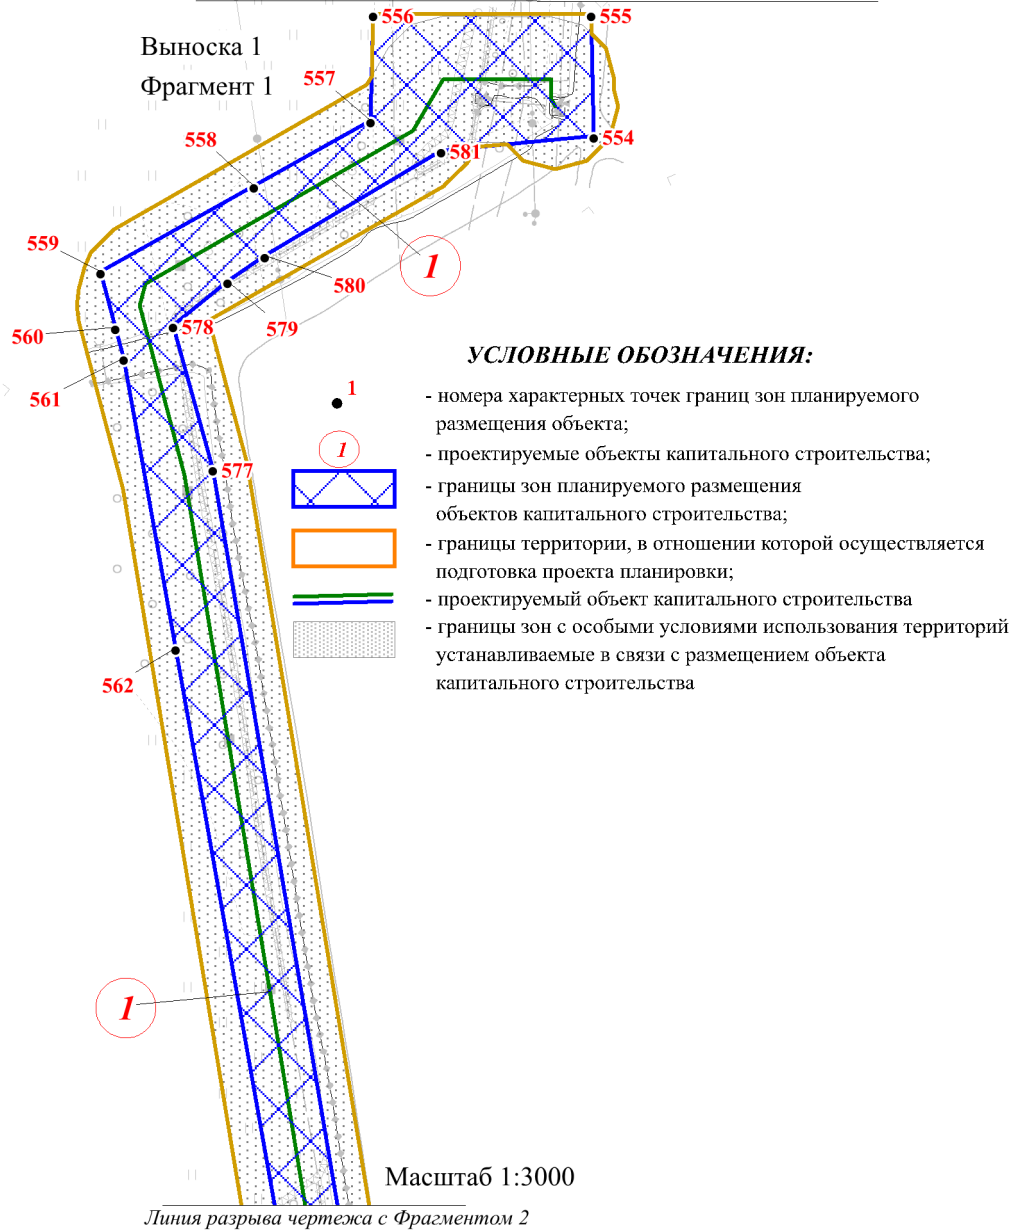 556
555
Выноска 1
Фрагмент 1
557
558
554
581
559
1
580
579
560
578
УСЛОВНЫЕ ОБОЗНАЧЕНИЯ:
561
1
- номера характерных точек границ зон планируемого
размещения объекта;
1
- проектируемые объекты капитального строительства;
577
- границы зон планируемого размещения
объектов капитального строительства;
- границы территории, в отношении которой осуществляется
подготовка проекта планировки;
- проектируемый объект капитального строительства
- границы зон с особыми условиями использования территорий
устанавливаемые в связи с размещением объекта
капитального строительства
562
1
Масштаб 1:3000
Линия разрыва чертежа с Фрагментом 2